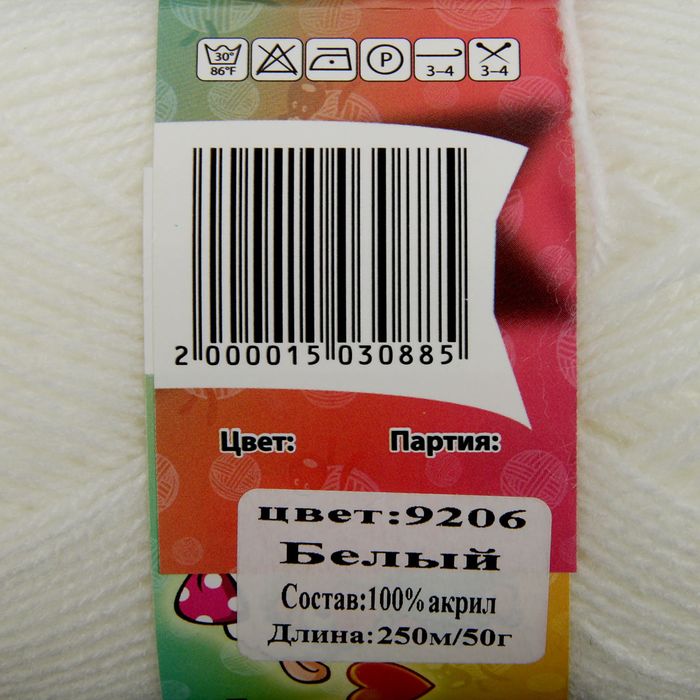 30°
86°F
P
3–4
3–4
2 000015 030885
Цвет: Партия:
цвет:9206
Белый
Состав:100% акрил
Длина:250м/50г